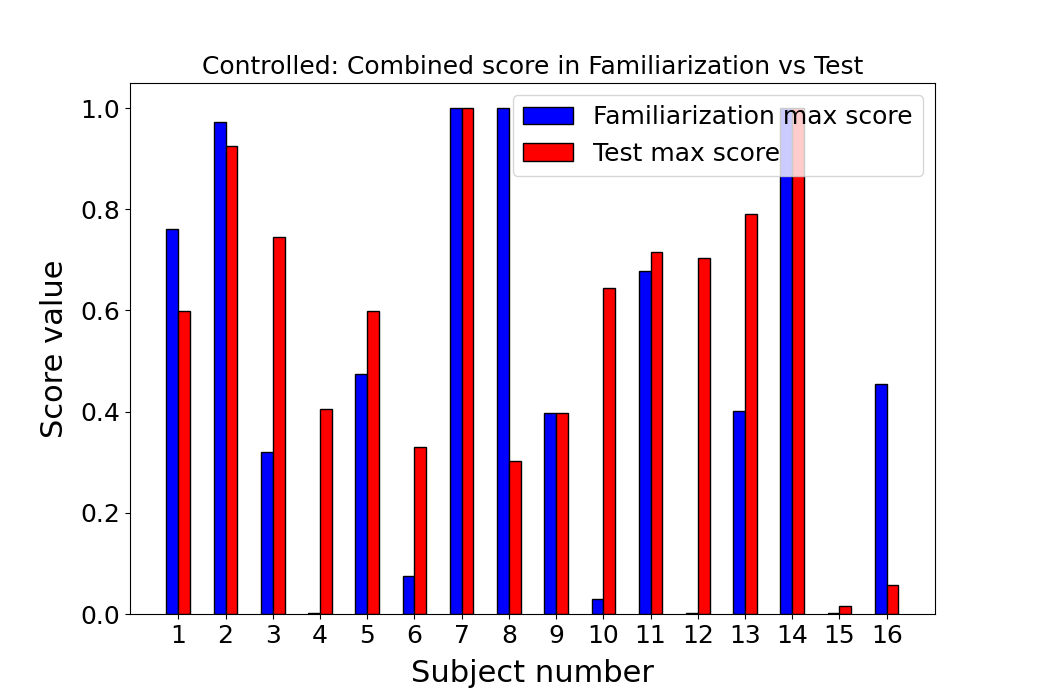 Controlled: Combined score in Familiarization vs Test
Familiarization max score
Test max score
1.0
0.8
0.6
0.4
0.2
0.0
Score value
1 2 3 4 5 6 7 8 9 10 11 12 13 14 15 16
Subject number